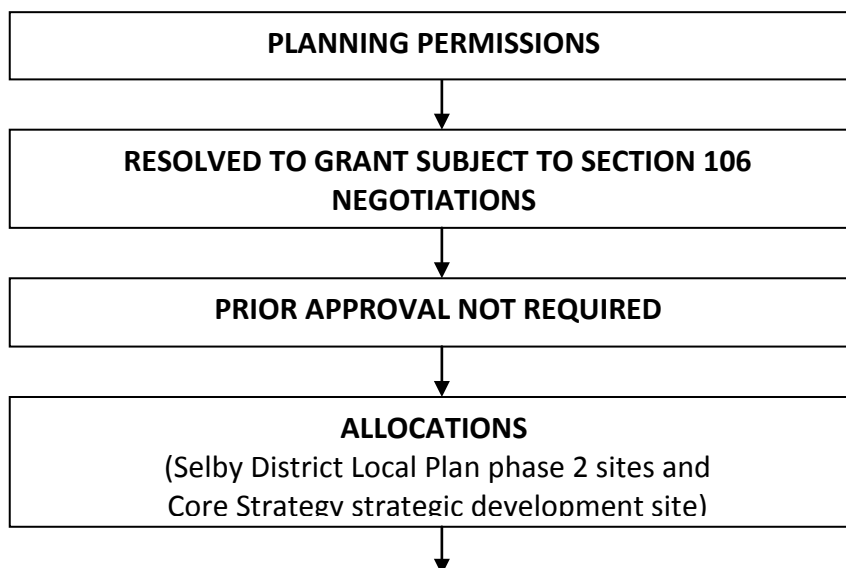 PLANNING PERMISSIONS
RESOLVED TO GRANT SUBJECT TO SECTION 106
NEGOTIATIONS
PRIOR APPROVAL NOT REQUIRED
ALLOCATIONS
(Selby District Local Plan phase 2 sites and
Core Strategy strategic development site)